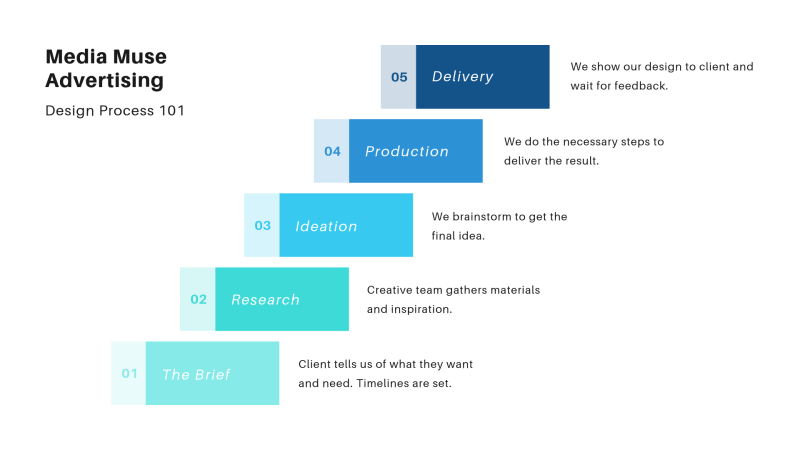 Media Muse
Advertising
Design Process 101
05
Delivery
We show our design to client and
wait for feedback.
04
Production
We do the necessary steps to
deliver the result.
03
Ideation
We brainstorm to get the
final idea.
02
Research
Creative team gathers materials
and inspiration.
01
The Brief
Client tells us of what they want
and need. Timelines are set.